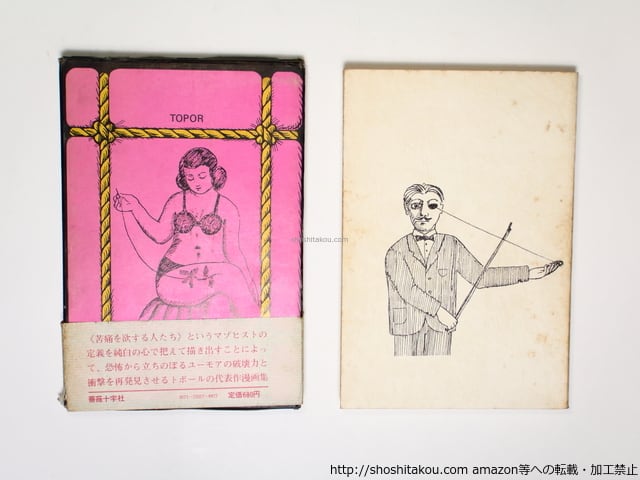 TOPOR
shoshitakou.com
〈苦痛を欲する人たち〉というマゾヒストの
定義を純白の心で把えて描き出すことによっ
て、恐怖から立ちのぼるユーモアの破壊力と
衝撃を再発見させるトポールの代表作漫画集
薔薇十字社
定価680円
http://shoshitakou.com amazon等への転載・加工禁止